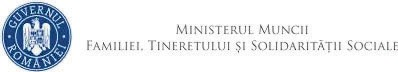 GUVERNUL
ROMÂNIEI
MINISTERUL MUNCII
FAMILIEI, TINERETULUI ȘI SOLIDARITĂȚII SOCIALE